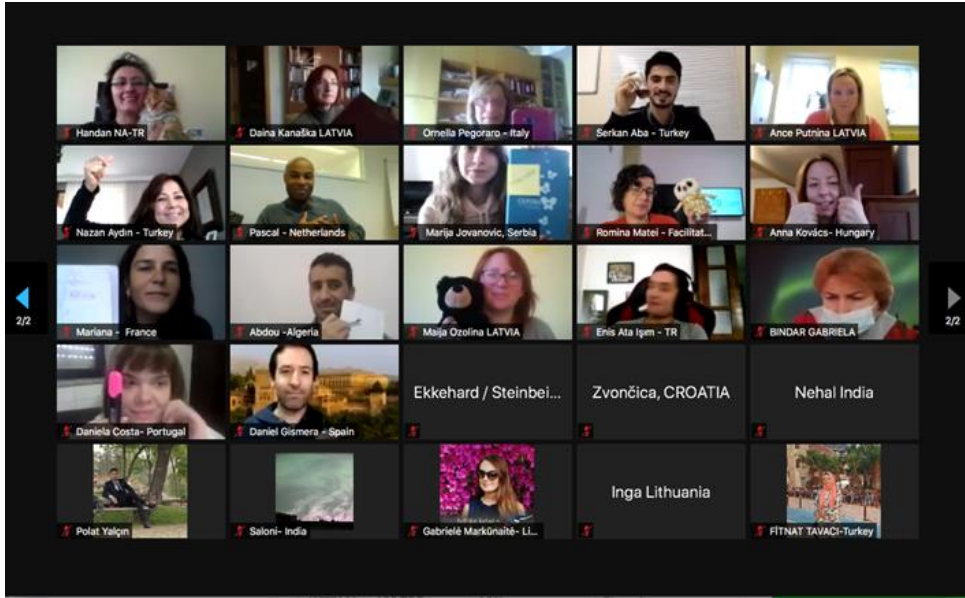 Handan NA-TR
Daina Kanaška LATVIA
Ornella Pegoraro - Italy
Serkan Aba - Turkey
Ance Putnina LATVIA
Nazan Aydın - Turkey
Pascal - Netherlands
Marija Jovanovic, Serbia
Romina Matei - Facilitat...
Anna Kovács- Hungary
2/2
Mariana - France
Abdou -Algeria
Maija Ozolina LATVIA
Enis Ata Işım - TR
BINDAR GABRIELA
2/2
Daniela Costa- Portugal
Daniel Gismera - Spain
Ekkehard / Steinbei...
Zvončica, CROATIA
Nehal India
Polat Yalçın
Saloni- India
Gabrielė Markūnaitė- Li...
Inga Lithuania
FİTNAT TAVACI-Turkey